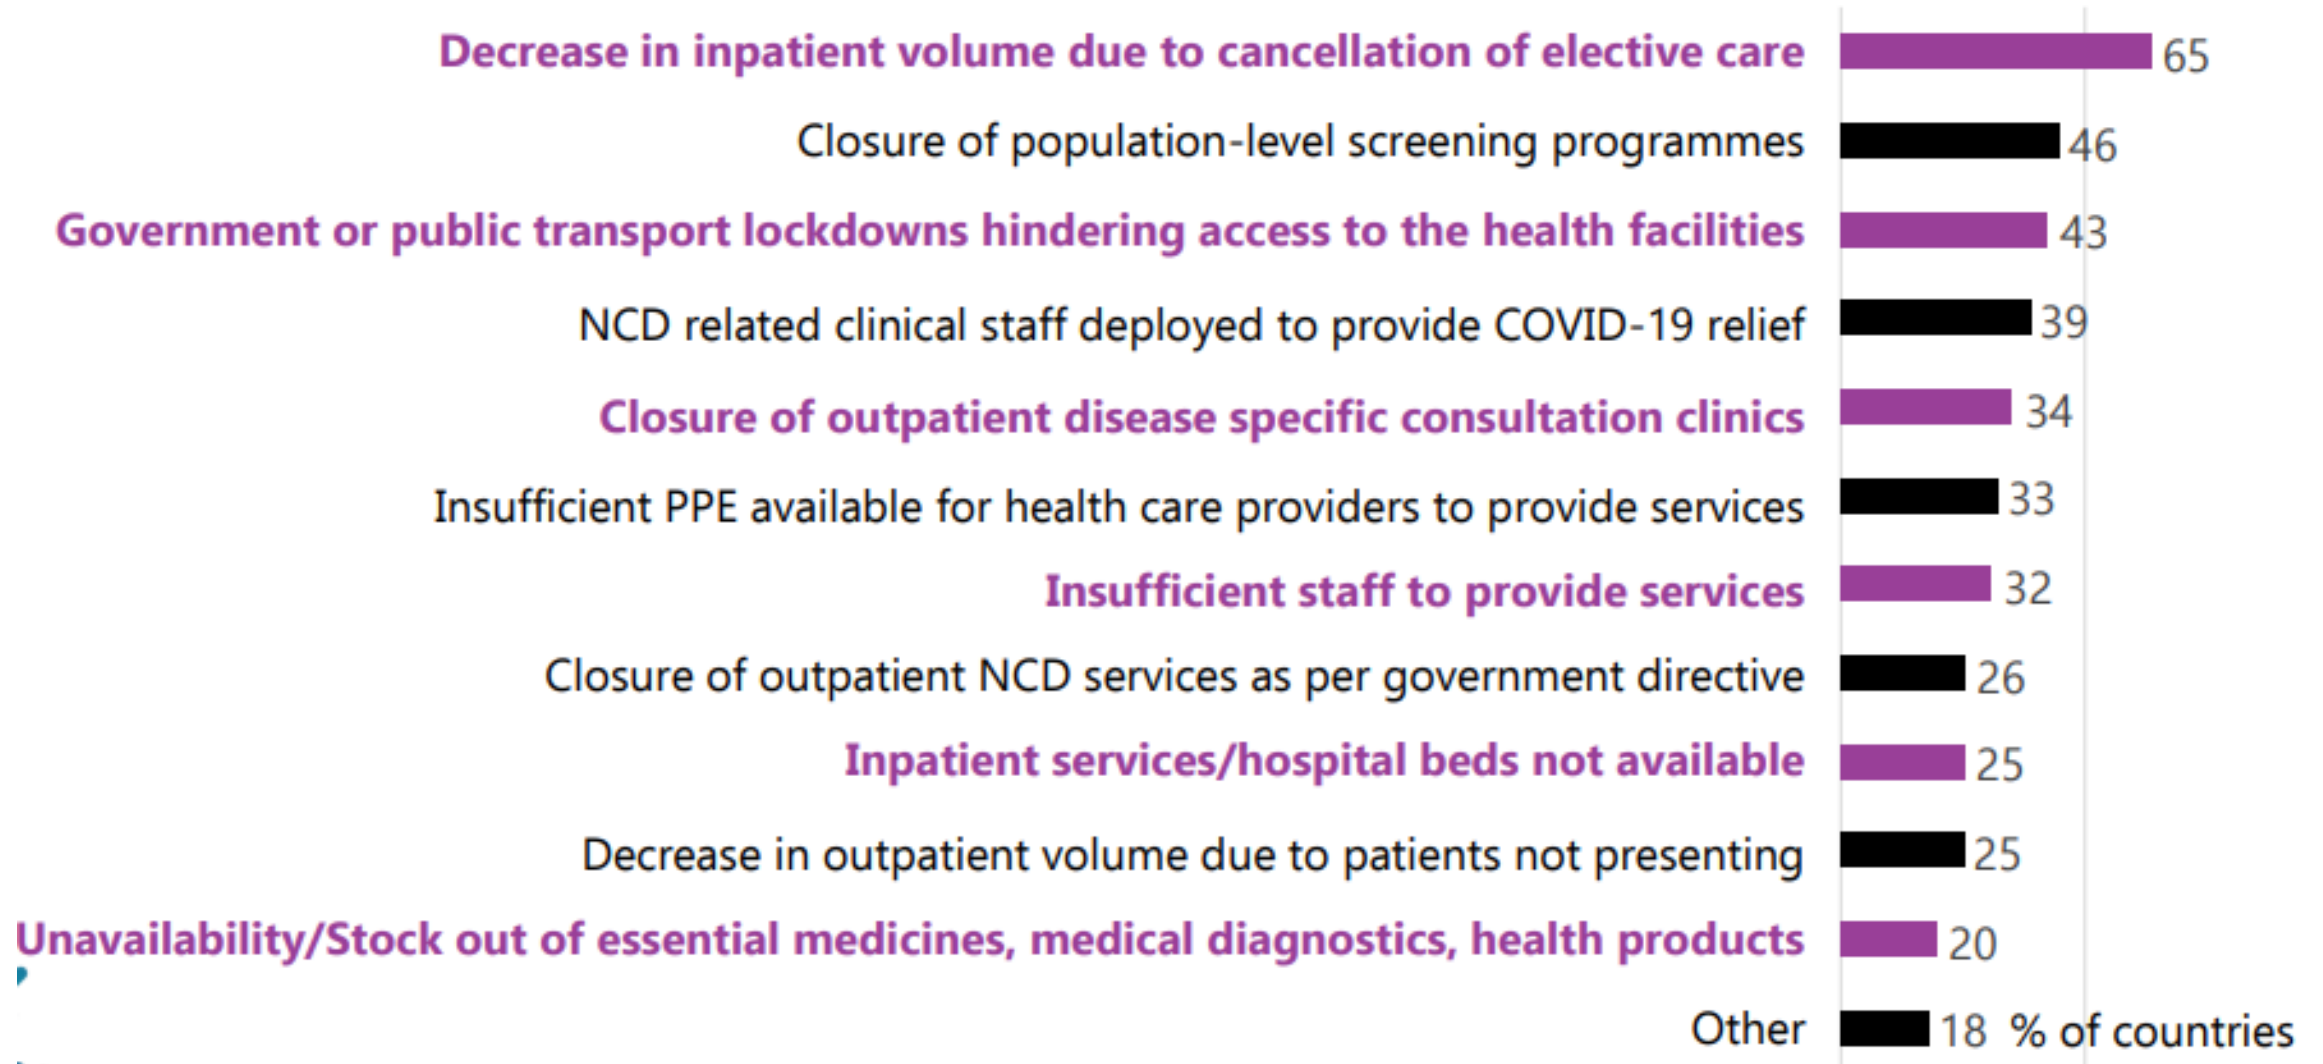 Decrease in inpatient volume due to cancellation of elective care 65
Closure of population-level screening programmes 46
Government or public transport lockdowns hindering access to the health facilities 43
NCD related clinical staff deployed to provide COVID-19 relief 39
Closure of outpatient disease specific consultation clinics 34
Insufficient PPE available for health care providers to provide services 33
Insufficient staff to provide services 32
Closure of outpatient NCD services as per government directive 26
Inpatient services/hospital beds not available 25
Decrease in outpatient volume due to patients not presenting 25
Unavailability/Stock out of essential medicines, medical diagnostics, health products 20
Other 18 % of countries